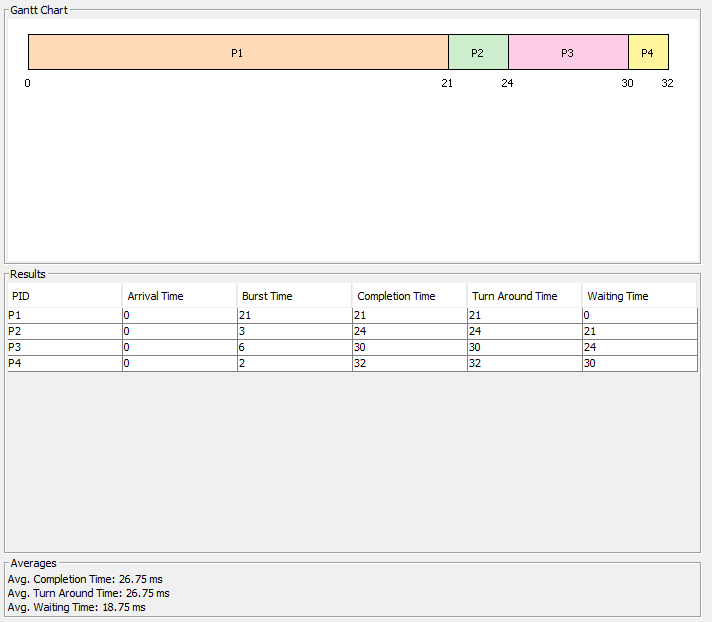 Gantt Chart
P1 P2 P3 P4
0 21 24 30 32
Results
PID Arrival Time Burst Time Completion Time Turn Around Time Waiting Time
P1 0 21 21 21 0
P2 0 3 24 24 21
P3 0 6 30 30 24
P4 0 2 32 32 30
Averages
Avg. Completion Time: 26.75 ms
Avg. Turn Around Time: 26.75 ms
Avg. Waiting Time: 18.75 ms